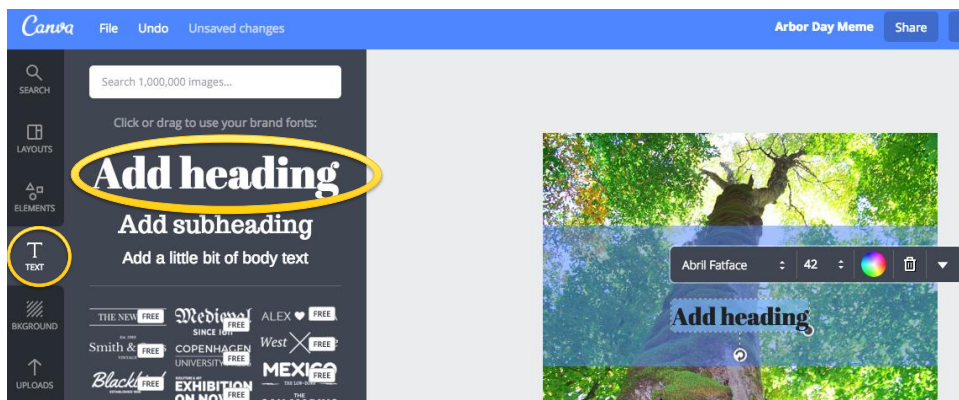 Canva File Undo Unsaved changes Arbor Day Meme Share
SEARCH
LAYOUTS
ELEMENTS
TEXT
BKGROUND
UPLOADS
Search 1,000,000 images...
Click or drag to use your brand fonts:
Add heading
Add subheading
Add a little bit of body text
THE NEW FREE
Medieval FREE
SINCE
ALEX ♥ FREE
Smith & FREE
COPENHAGEN
UNIVERSITY FREE
West FREE
FREE
EXHIBITION
ON NOW FREE
MEXICO FREE
THE
Abril Fatface 42
Add heading